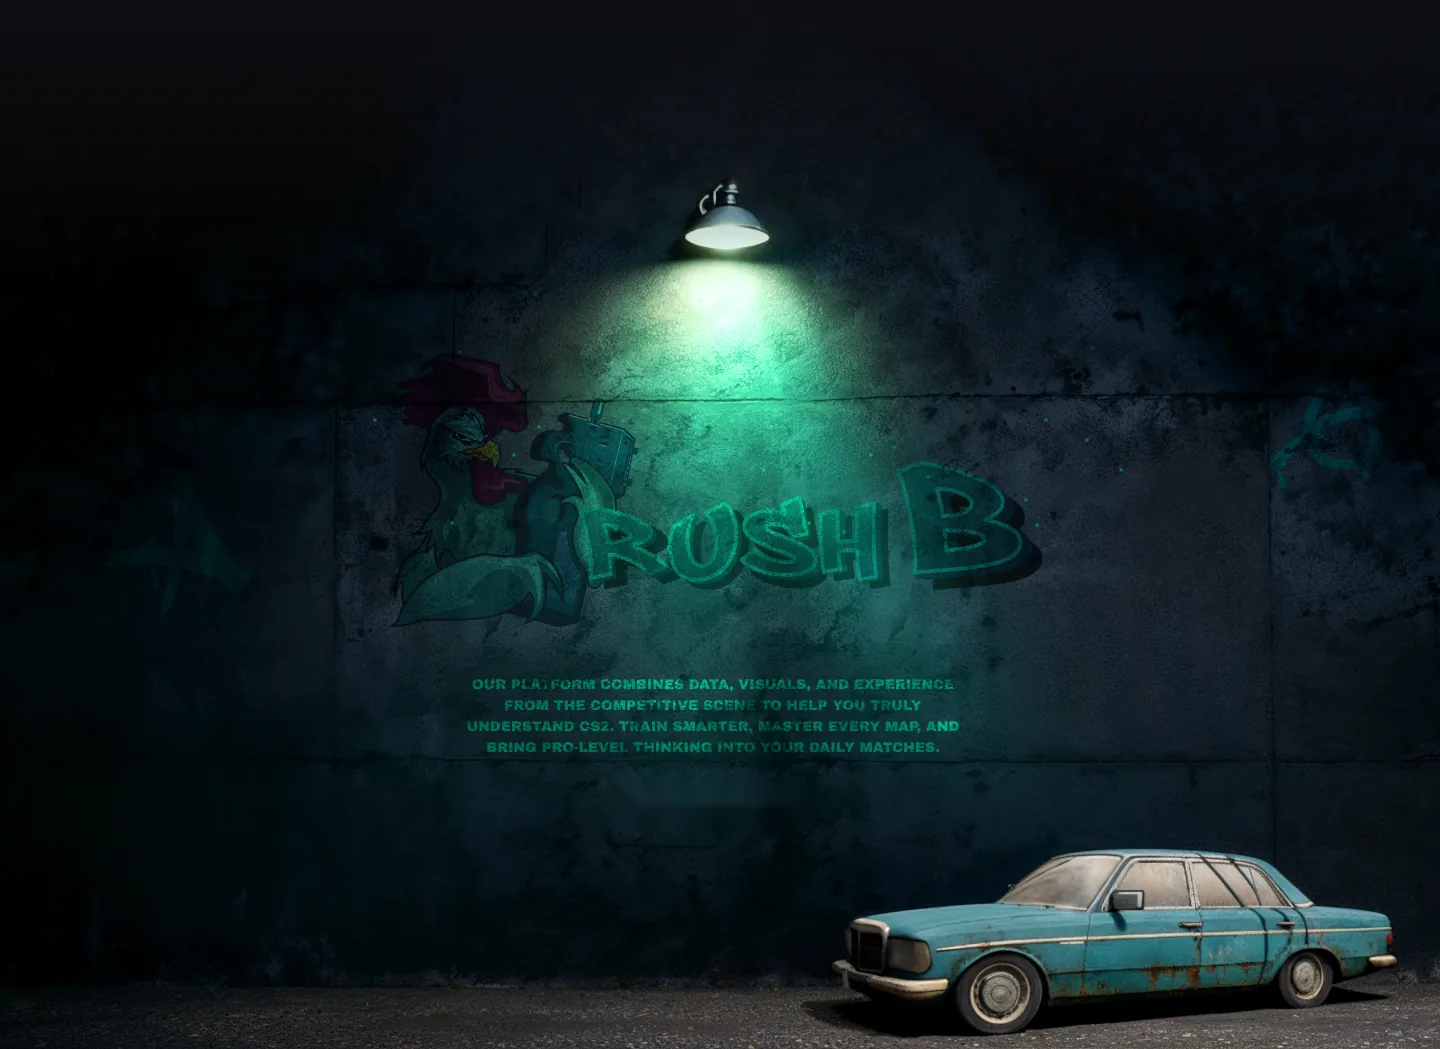 RUSH B
OUR PLATFORM COMBINES DATA, VISUALS, AND EXPERIENCE
FROM THE COMPETITIVE SCENE TO HELP YOU TRULY
UNDERSTAND CS2. TRAIN SMARTER, MASTER EVERY MAP, AND
BRING PRO-LEVEL THINKING INTO YOUR DAILY MATCHES.